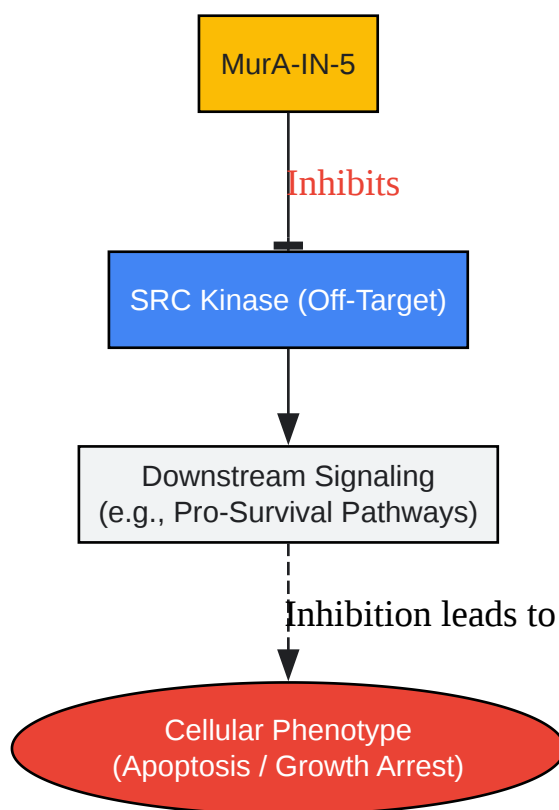 MurA-IN-5
Inhibits
SRC Kinase (Off-Target)
Downstream Signaling
(e.g., Pro-Survival Pathways)
Inhibition leads to
Cellular Phenotype
(Apoptosis / Growth Arrest)